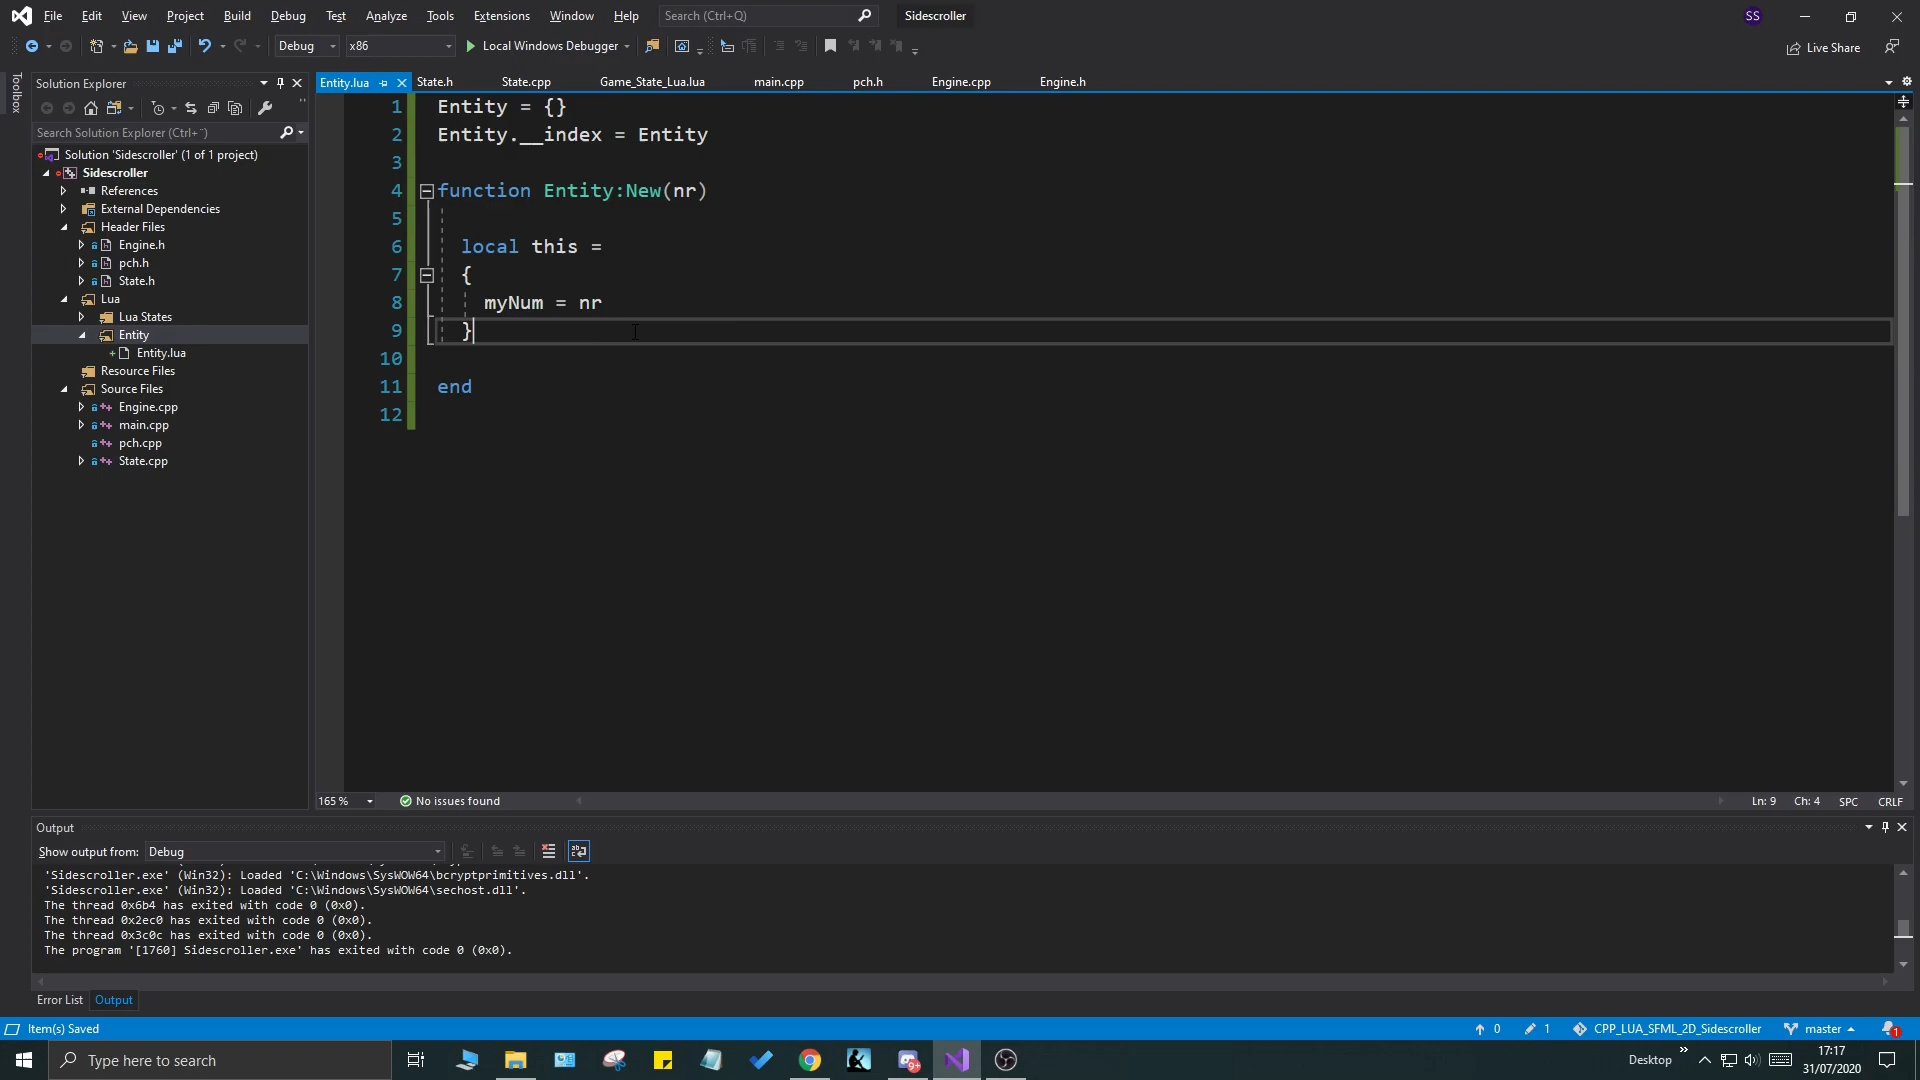 File Edit View Project Build Debug Test Analyze Tools Extensions Window Help Search (Ctrl+Q) Sidescroller SS
Debug x86 Local Windows Debugger Live Share
Toolbox
Solution Explorer
Search Solution Explorer (Ctrl+¨)
Solution 'Sidescroller' (1 of 1 project)
Sidescroller
References
External Dependencies
Header Files
Engine.h
pch.h
State.h
Lua
Lua States
Entity
Entity.lua
Resource Files
Source Files
Engine.cpp
main.cpp
pch.cpp
State.cpp
Entity.lua State.h State.cpp Game_State_Lua.lua main.cpp pch.h Engine.cpp Engine.h
1 Entity = {}
2 Entity.__index = Entity
3
4 function Entity:New(nr)
5
6 local this =
7 {
8 myNum = nr
9 }
10
11 end
12
165 % No issues found Ln: 9 Ch: 4 SPC CRLF
Output
Show output from: Debug
'Sidescroller.exe' (Win32): Loaded 'C:\Windows\SysWOW64\bcryptprimitives.dll'.
'Sidescroller.exe' (Win32): Loaded 'C:\Windows\SysWOW64\sechost.dll'.
The thread 0x6b4 has exited with code 0 (0x0).
The thread 0x2ec0 has exited with code 0 (0x0).
The thread 0x3c0c has exited with code 0 (0x0).
The program '[1760] Sidescroller.exe' has exited with code 0 (0x0).
Error List Output
Item(s) Saved 0 1 CPP_LUA_SFML_2D_Sidescroller master 1
Type here to search 9+ Desktop 17:17
31/07/2020